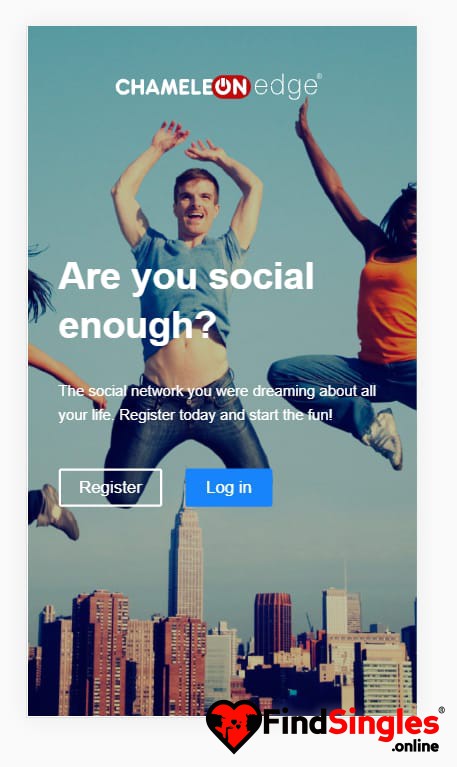 CHAMELEON edge®
Are you social
enough?
The social network you were dreaming about all
your life. Register today and start the fun!
Register Log in
FindSingles®
.online